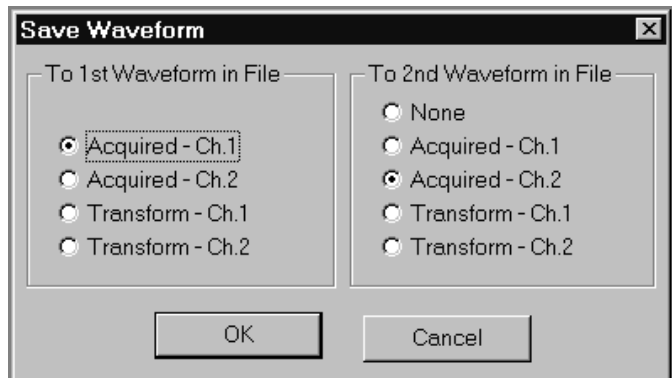 Save Waveform
To 1st Waveform in File
Acquired - Ch.1
Acquired - Ch.2
Transform - Ch.1
Transform - Ch.2
To 2nd Waveform in File
None
Acquired - Ch.1
Acquired - Ch.2
Transform - Ch.1
Transform - Ch.2
OK
Cancel